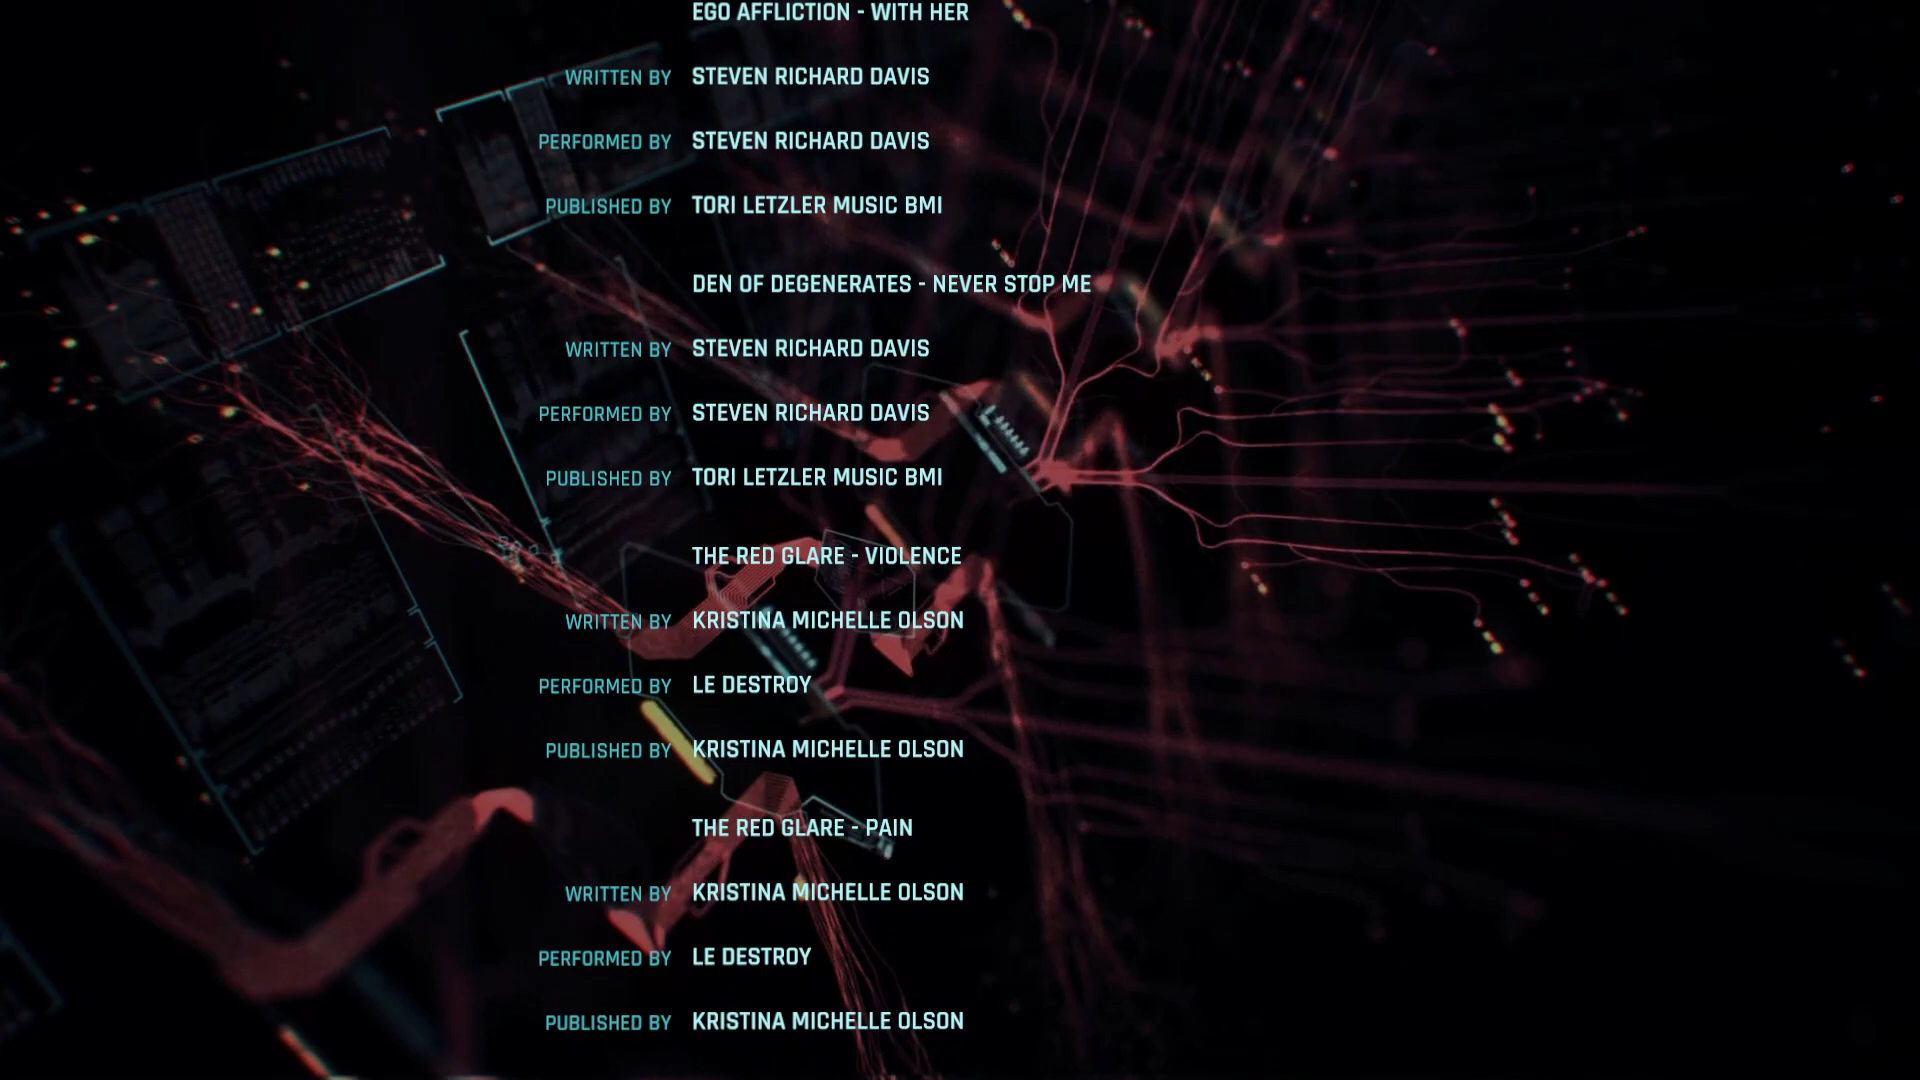 EGO AFFLICTION - WITH HER
WRITTEN BY STEVEN RICHARD DAVIS
PERFORMED BY STEVEN RICHARD DAVIS
PUBLISHED BY TORI LETZLER MUSIC BMI
DEN OF DEGENERATES - NEVER STOP ME
WRITTEN BY STEVEN RICHARD DAVIS
PERFORMED BY STEVEN RICHARD DAVIS
PUBLISHED BY TORI LETZLER MUSIC BMI
THE RED GLARE - VIOLENCE
WRITTEN BY KRISTINA MICHELLE OLSON
PERFORMED BY LE DESTROY
PUBLISHED BY KRISTINA MICHELLE OLSON
THE RED GLARE - PAIN
WRITTEN BY KRISTINA MICHELLE OLSON
PERFORMED BY LE DESTROY
PUBLISHED BY KRISTINA MICHELLE OLSON